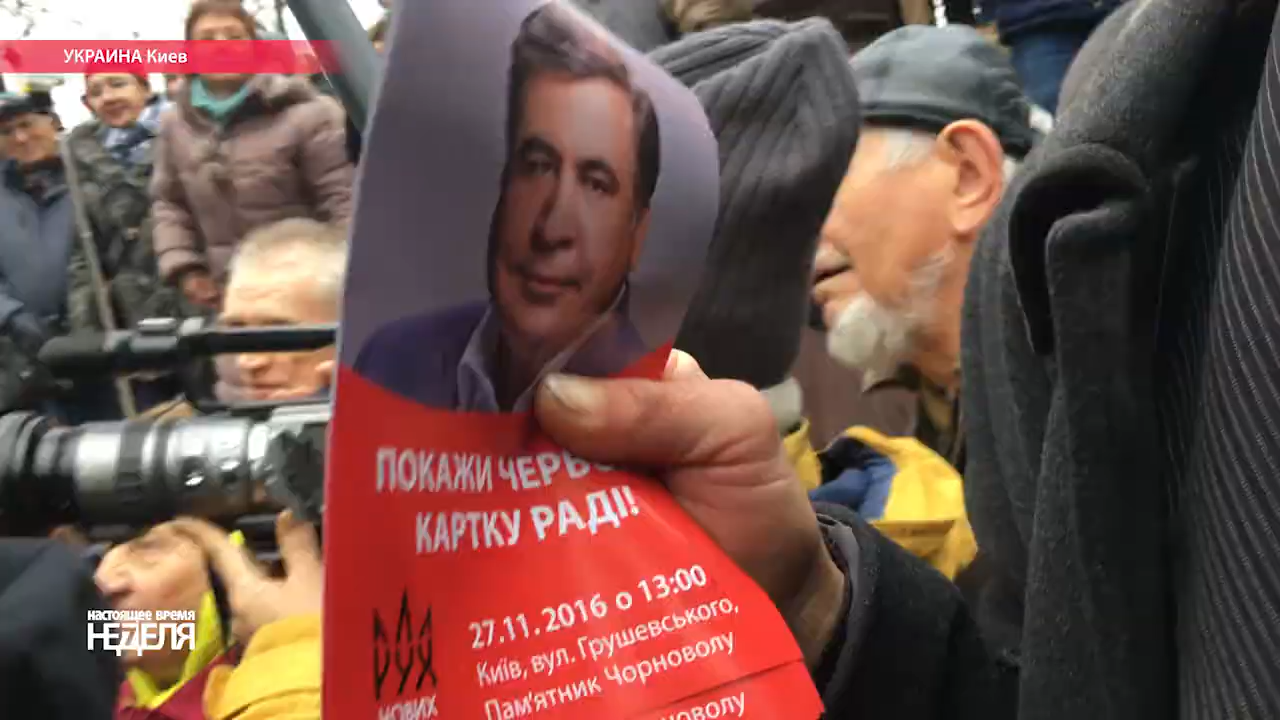 УКРАИНА Киев
ПОКАЖИ
КАРТКУ РАДІ!
27.11.2016 о 13:00
Київ, вул. Грушевського,
Пам'ятник Чорноволу
РУХ
НОВИХ
НАСТОЯЩЕЕ ВРЕМЯ
НЕДЕЛЯ